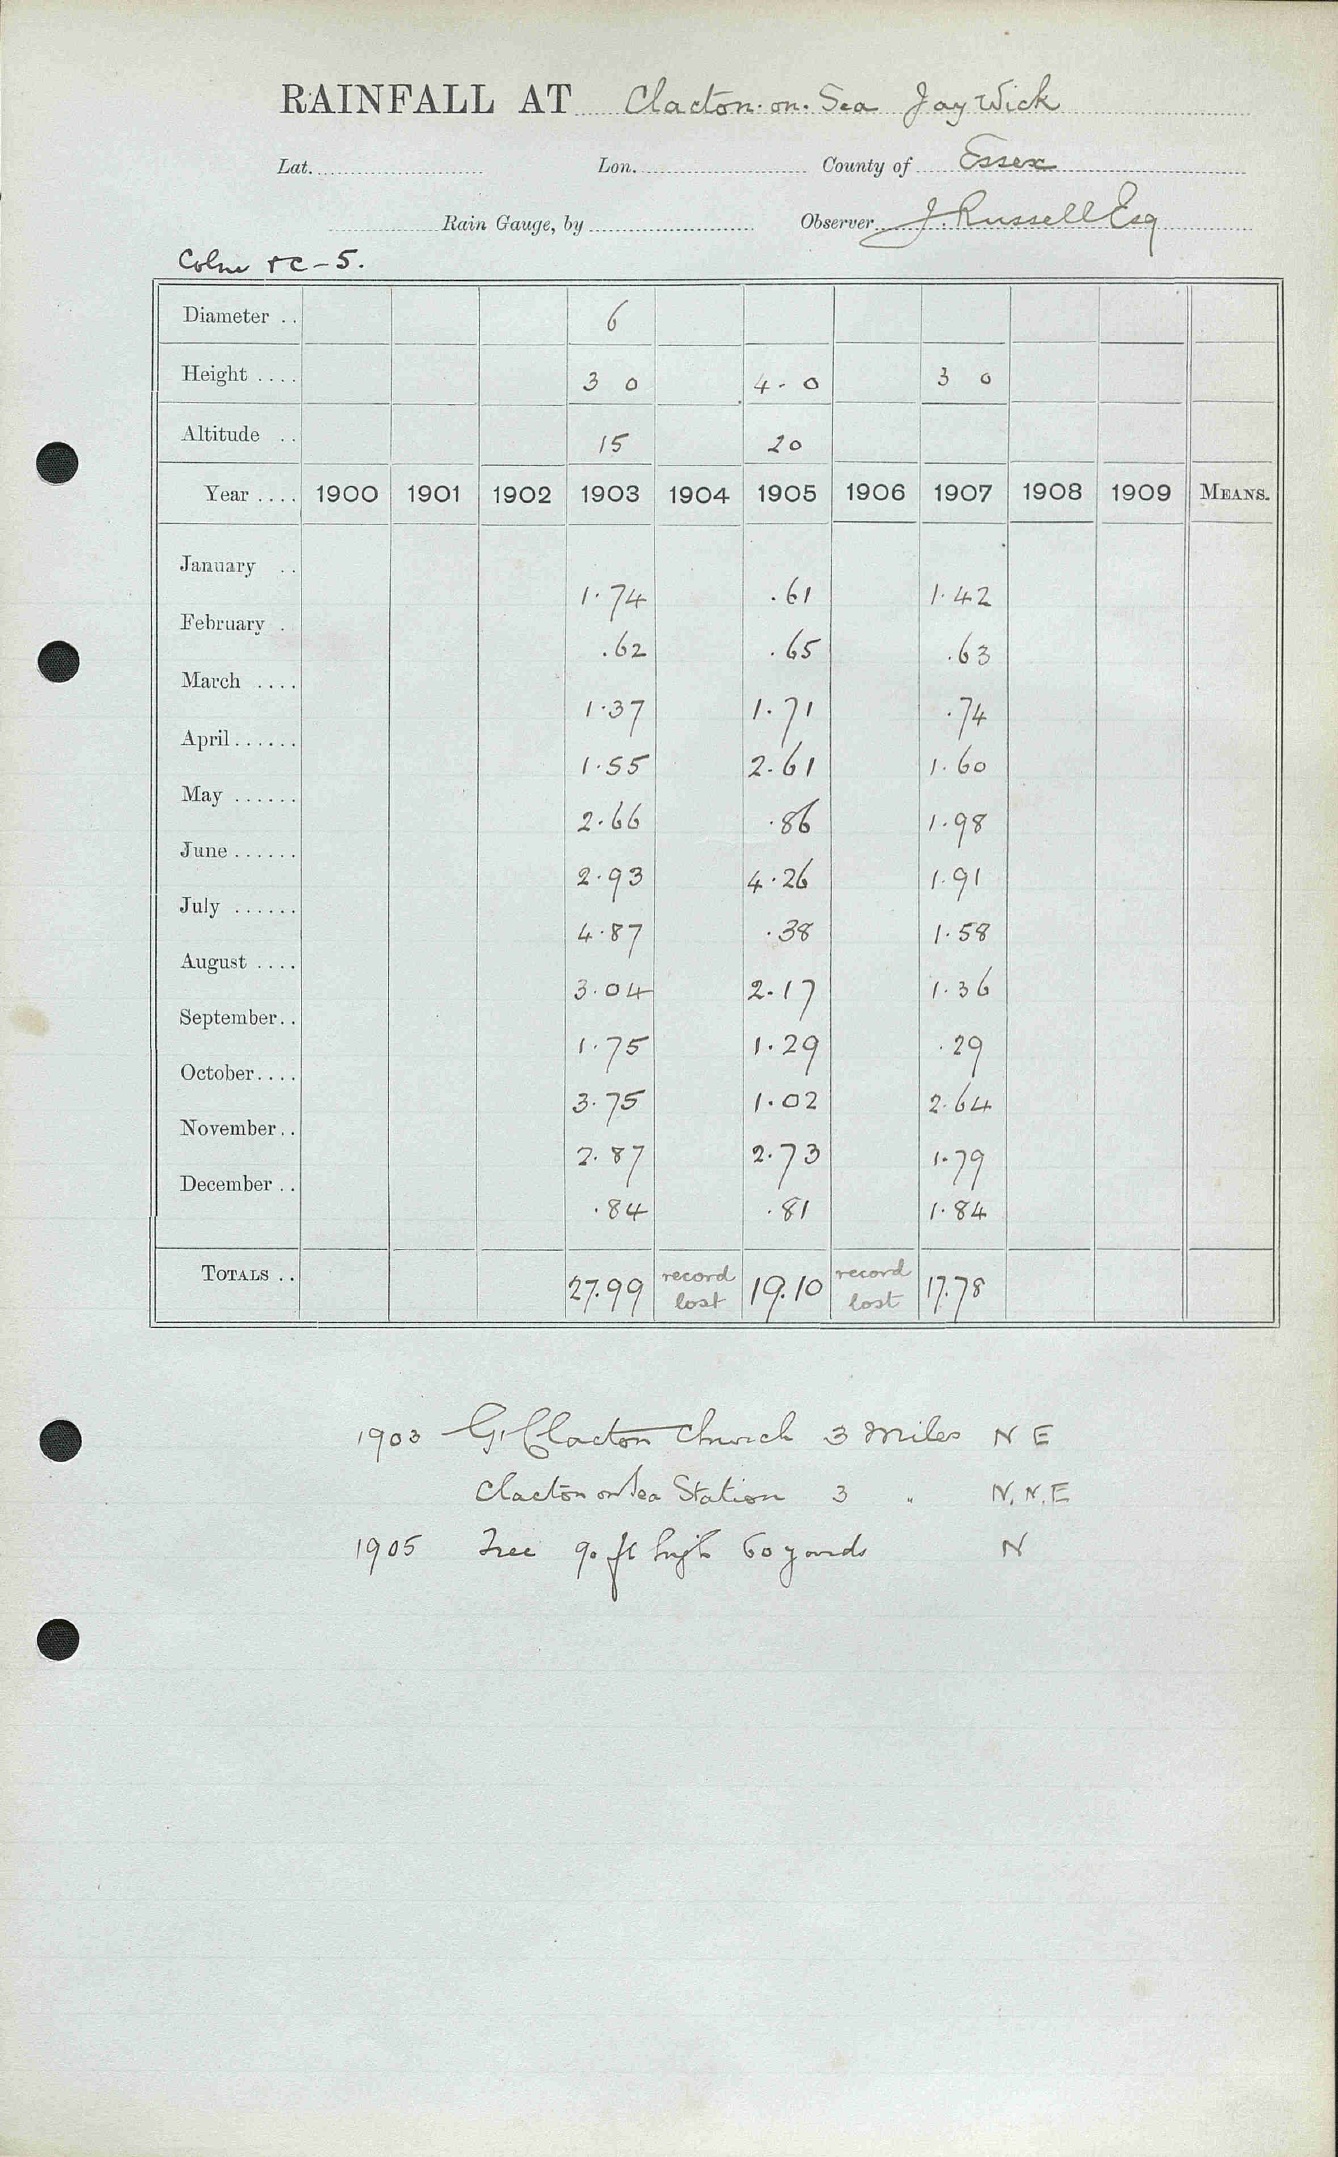 RAINFALL AT Clacton-on-Sea Jay Wick
Lat. Lon. County of Essex
Rain Gauge, by Observer J. Russell Esq
Colne &c - 5.
Diameter .. 6
Height .... 3 0 4 - 0 3 0
Altitude .. 15 20
Year .... 1900 1901 1902 1903 1904 1905 1906 1907 1908 1909 MEANS.
January .. 1.74 .61 1.42
February . .62 .65 .63
March .... 1.37 1.71 .74
April ...... 1.55 2.61 1.60
May ...... 2.66 .86 1.98
June ...... 2.93 4.26 1.91
July ...... 4.87 .38 1.58
August .... 3.04 2.17 1.36
September.. 1.75 1.29 .29
October.... 3.75 1.02 2.64
November.. 2.87 2.73 1.79
December .. .84 .81 1.84
TOTALS .. 27.99 record lost 19.10 record lost 17.78
1903 Gt Clacton Church 3 Miles N E
Clacton on Sea Station 3 " N.N.E
1905 Tree 90 ft high 60 yards N